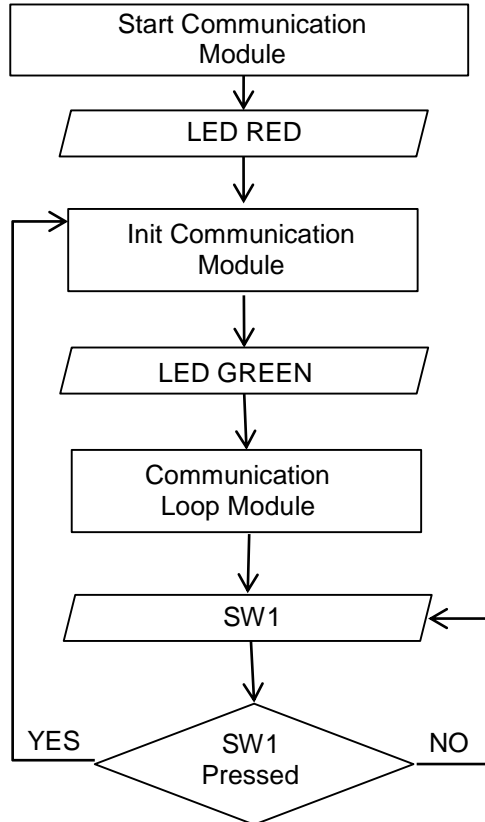 Start Communication
Module
LED RED
Init Communication
Module
LED GREEN
Communication
Loop Module
SW1
YES
SW1
Pressed
NO